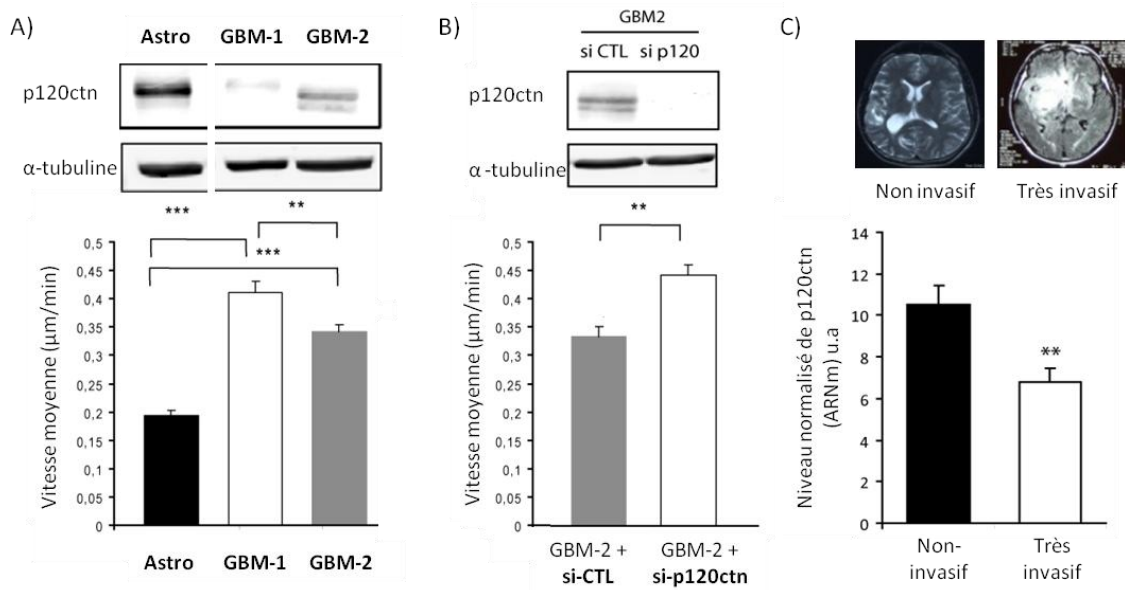 A)
Astro GBM-1 GBM-2
p120ctn
α-tubuline
***
**
***
Vitesse moyenne (µm/min)
0,5
0,45
0,4
0,35
0,3
0,25
0,2
0,15
0,1
0,05
0
Astro GBM-1 GBM-2
B)
GBM2
si CTL si p120
p120ctn
α-tubuline
**
Vitesse moyenne (µm/min)
0,5
0,45
0,4
0,35
0,3
0,25
0,2
0,15
0,1
0,05
0
GBM-2 + GBM-2 +
si-CTL si-p120ctn
C)
Non invasif Très invasif
Niveau normalisé de p120ctn
(ARNm) u.a
14
12
10
8
6
4
2
0
**
Non- Très
invasif invasif